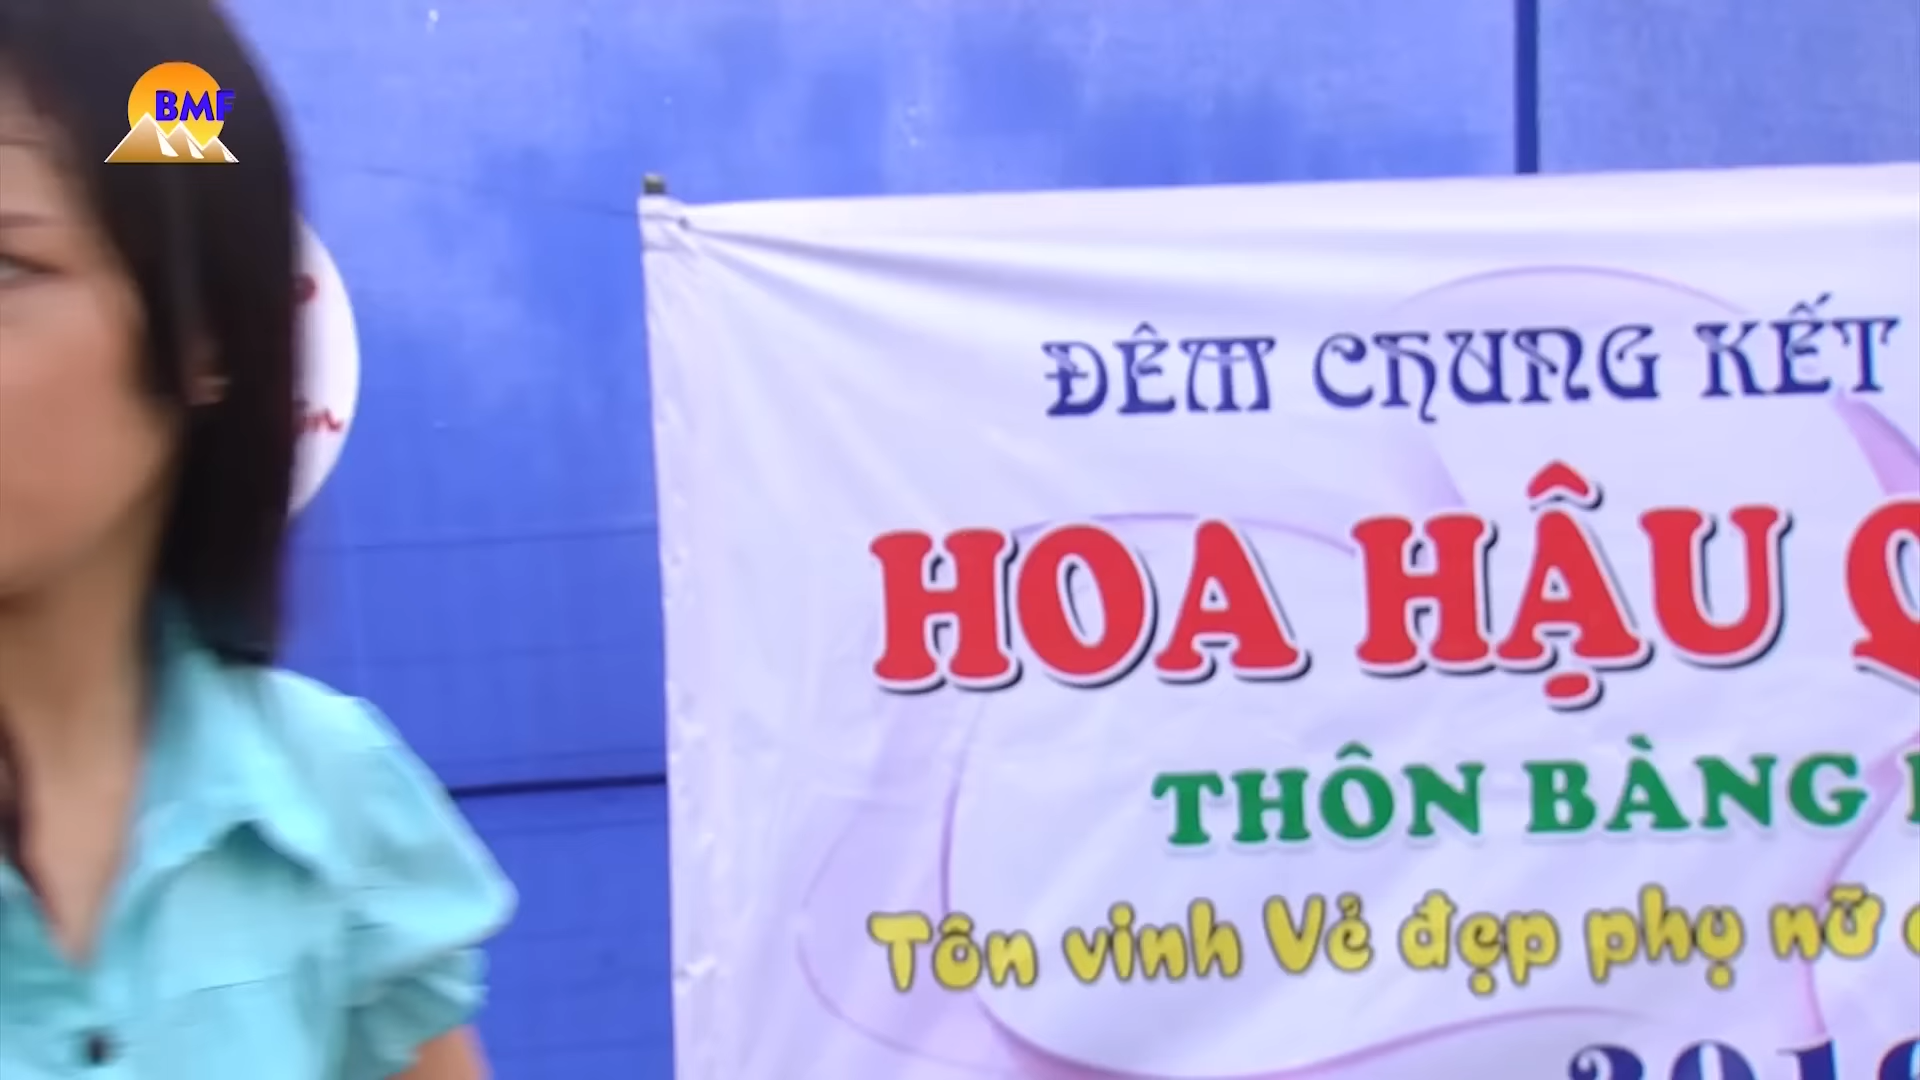 BMF
ĐÊM CHUNG KẾT
HOA HẬU
THÔN BÀNG
Tôn vinh Vẻ đẹp phụ nữ